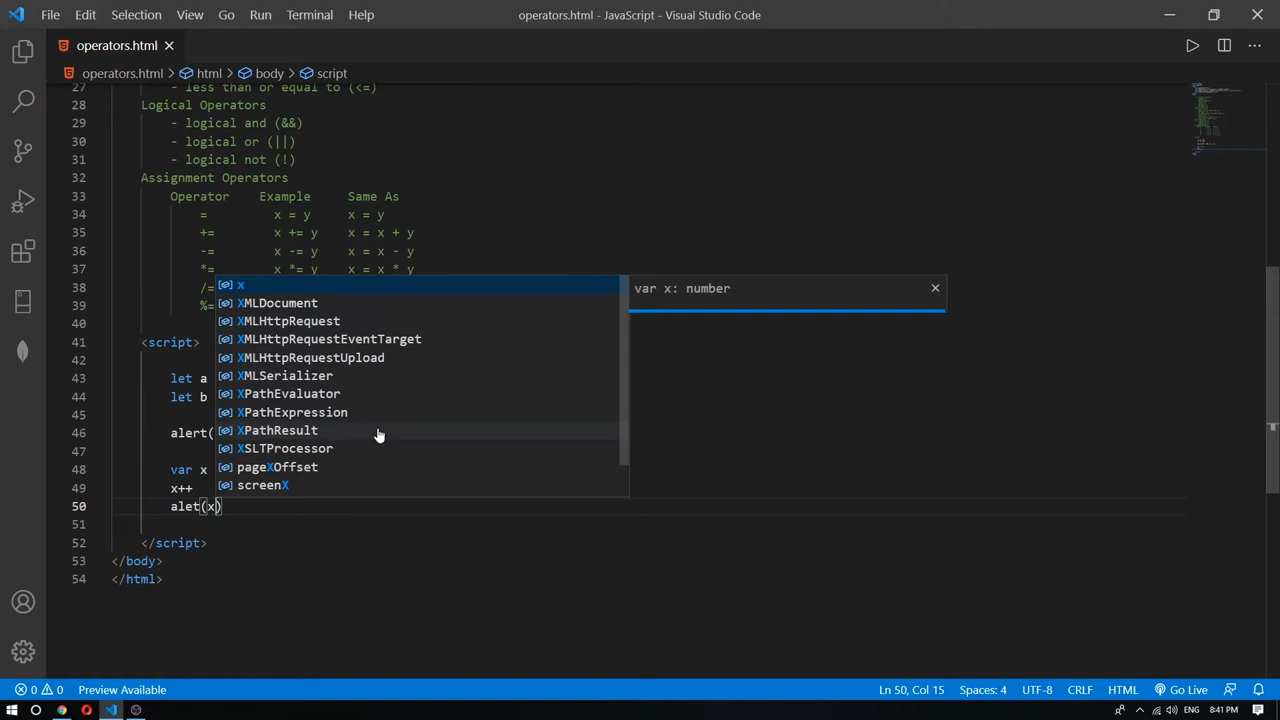 File Edit Selection View Go Run Terminal Help operators.html - JavaScript - Visual Studio Code
operators.html
operators.html > html > body > script
27 - less than or equal to (<=)
28 Logical Operators
29 - logical and (&&)
30 - logical or (||)
31 - logical not (!)
32 Assignment Operators
33 Operator Example Same As
34 = x = y x = y
35 += x += y x = x + y
36 -= x -= y x = x - y
37 *= x *= y x = x * y
38 /=
39 %=
40
41 <script>
42
43 let a
44 let b
45
46 alert(
47
48 var x
49 x++
50 alet(x)
51
52 </script>
53 </body>
54 </html>
x
XMLDocument
XMLHttpRequest
XMLHttpRequestEventTarget
XMLHttpRequestUpload
XMLSerializer
XPathEvaluator
XPathExpression
XPathResult
XSLTProcessor
pageXOffset
screenX
var x: number
0 0 Preview Available Ln 50, Col 15 Spaces: 4 UTF-8 CRLF HTML Go Live
ENG 8:41 PM